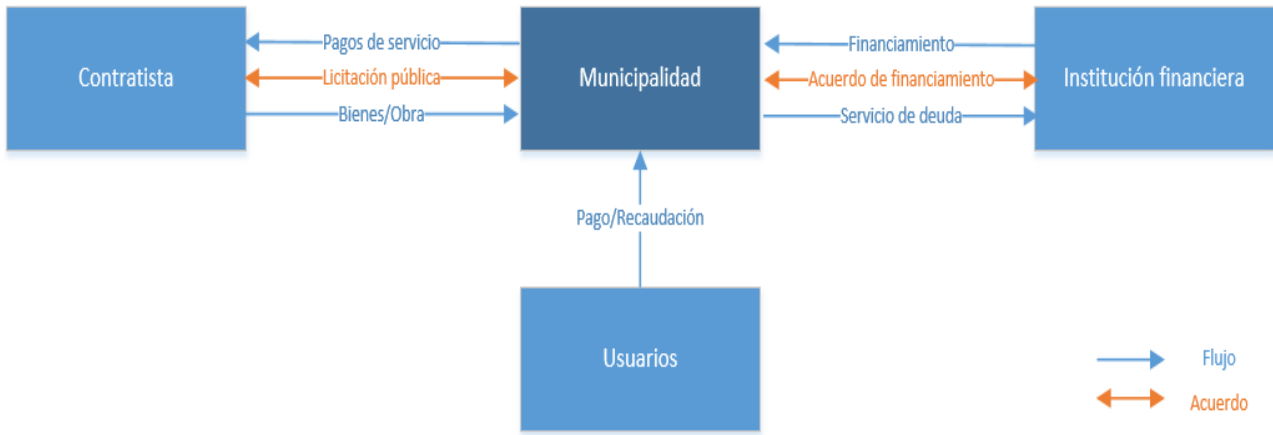 Contratista
Pagos de servicio
Licitación pública
Bienes/Obra
Municipalidad
Financiamiento
Acuerdo de financiamiento
Servicio de deuda
Institución financiera
Pago/Recaudación
Usuarios
Flujo
Acuerdo